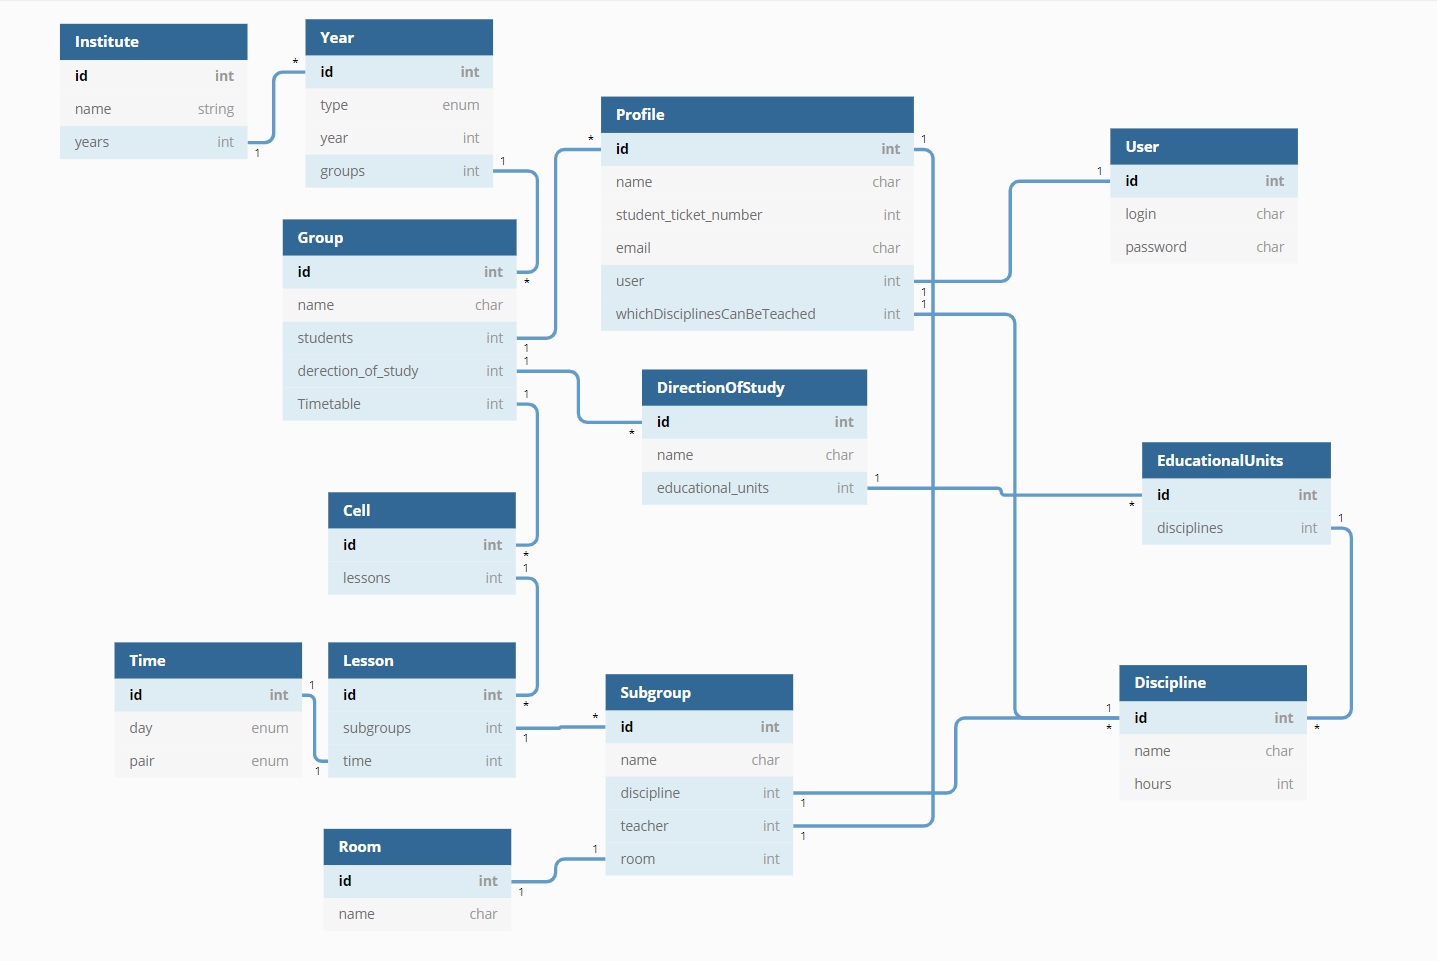 Institute
id int
name string
years int
1
*
Year
id int
type enum
year int
groups int
1
*
Group
id int
name char
students int
derection_of_study int
Timetable int
1
1
1
*
Profile
id int
name char
student_ticket_number int
email char
user int
whichDisciplinesCanBeTeached int
1
1
1
1
User
id int
login char
password char
*
DirectionOfStudy
id int
name char
educational_units int
1
*
EducationalUnits
id int
disciplines int
1
Cell
id int
lessons int
*
1
Time
id int
day enum
pair enum
1
1
Lesson
id int
subgroups int
time int
*
1
*
Subgroup
id int
name char
discipline int
teacher int
room int
1
1
1
1
*
Discipline
id int
name char
hours int
*
Room
id int
name char
1
1